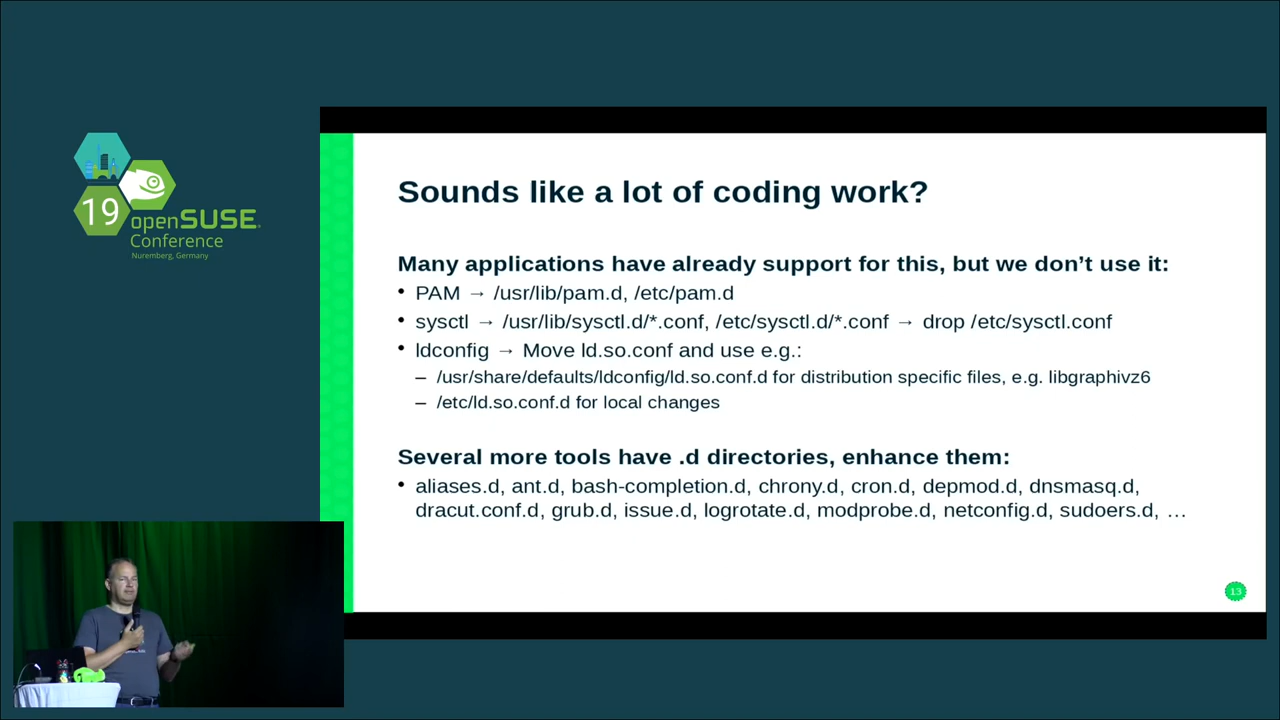 19
openSUSE
Conference
Nuremberg, Germany
Sounds like a lot of coding work?
Many applications have already support for this, but we don’t use it:
• PAM → /usr/lib/pam.d, /etc/pam.d
• sysctl → /usr/lib/sysctl.d/*.conf, /etc/sysctl.d/*.conf → drop /etc/sysctl.conf
• ldconfig → Move ld.so.conf and use e.g.:
– /usr/share/defaults/ldconfig/ld.so.conf.d for distribution specific files, e.g. libgraphivz6
– /etc/ld.so.conf.d for local changes
Several more tools have .d directories, enhance them:
• aliases.d, ant.d, bash-completion.d, chrony.d, cron.d, depmod.d, dnsmasq.d,
dracut.conf.d, grub.d, issue.d, logrotate.d, modprobe.d, netconfig.d, sudoers.d, …
13